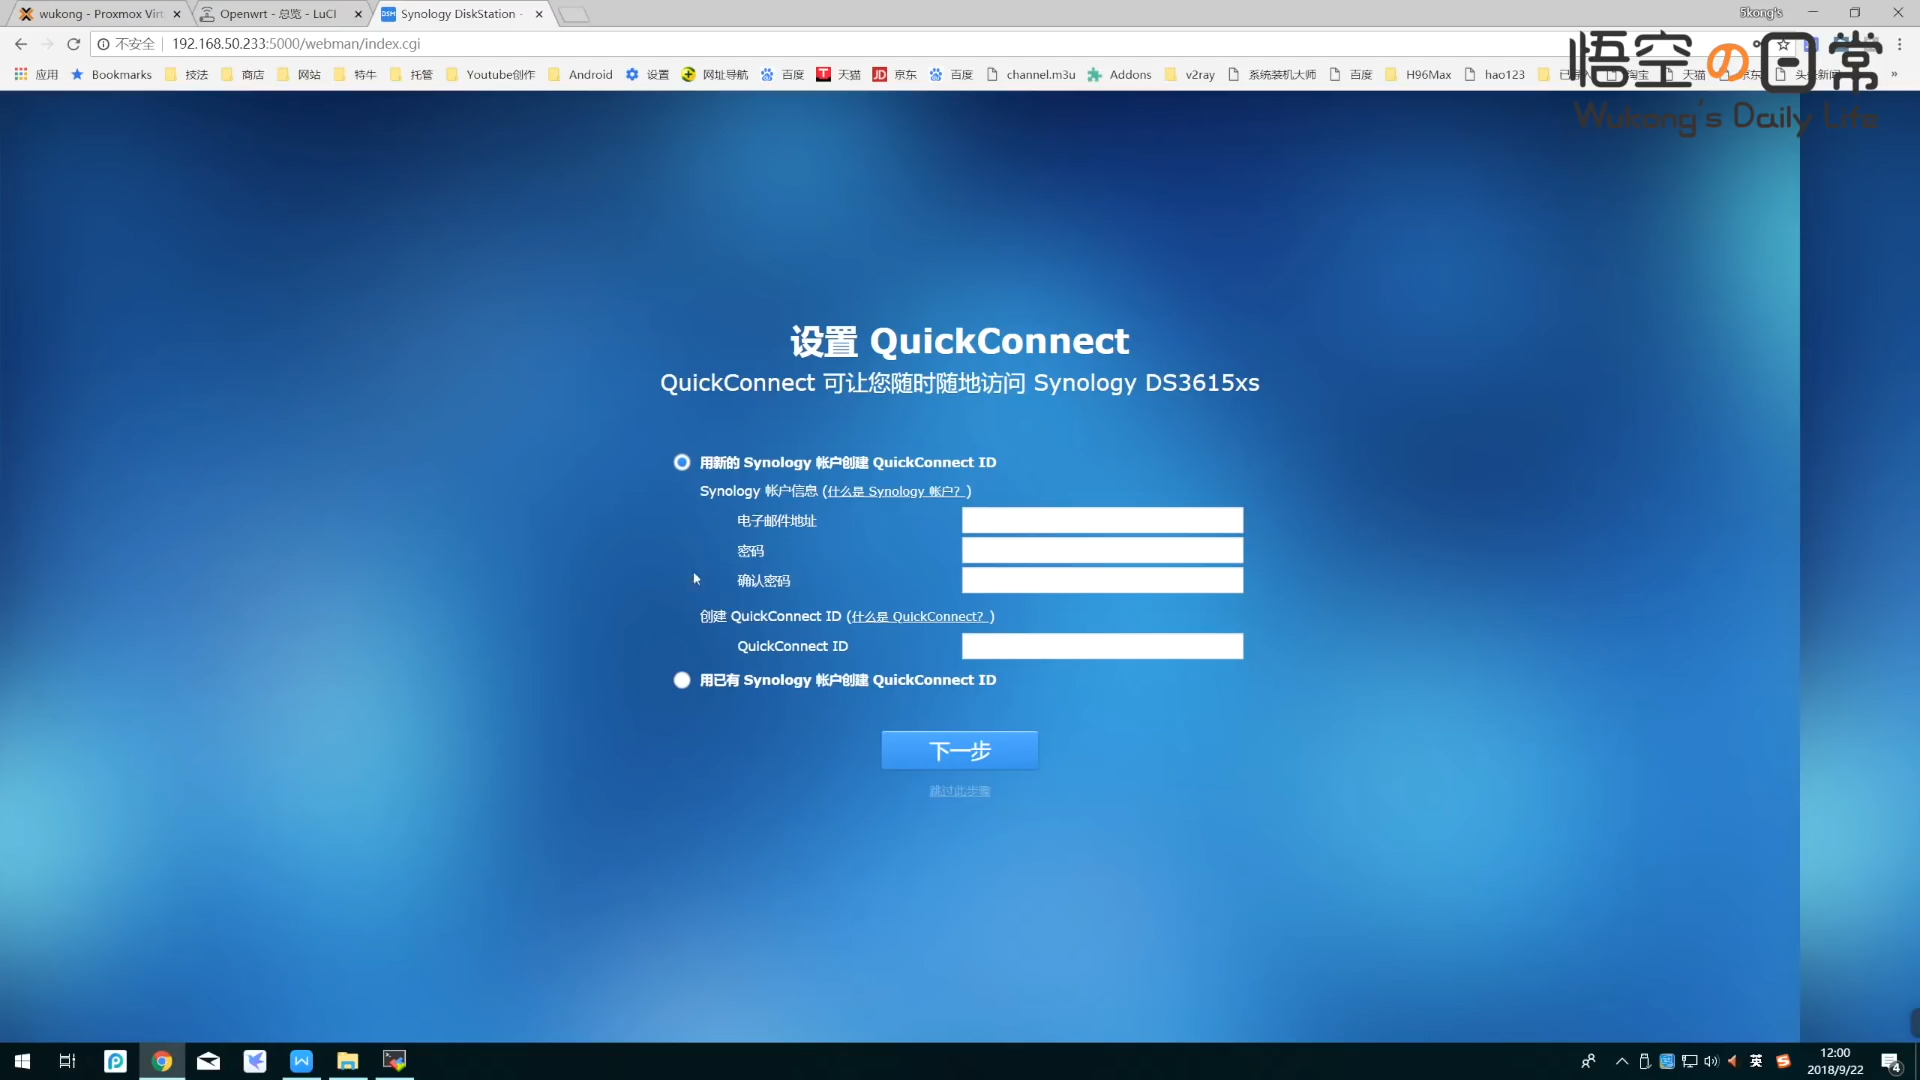 wukong - Proxmox Virt
Openwrt - 总览 - LuCI
Synology DiskStation -
5kong's
不安全
192.168.50.233:5000/webman/index.cgi
应用
Bookmarks
技法
商店
网站
特牛
托管
Youtube创作
Android
设置
网址导航
百度
天猫
京东
百度
channel.m3u
Addons
v2ray
系统装机大师
百度
H96Max
hao123
淘宝
天猫
悟空の日常
Wukong's Daily Life
设置 QuickConnect
QuickConnect 可让您随时随地访问 Synology DS3615xs
用新的 Synology 帐户创建 QuickConnect ID
Synology 帐户信息 (什么是 Synology 帐户? )
电子邮件地址
密码
确认密码
创建 QuickConnect ID (什么是 QuickConnect? )
QuickConnect ID
用已有 Synology 帐户创建 QuickConnect ID
下一步
跳过此步骤
英
12:00
2018/9/22
4